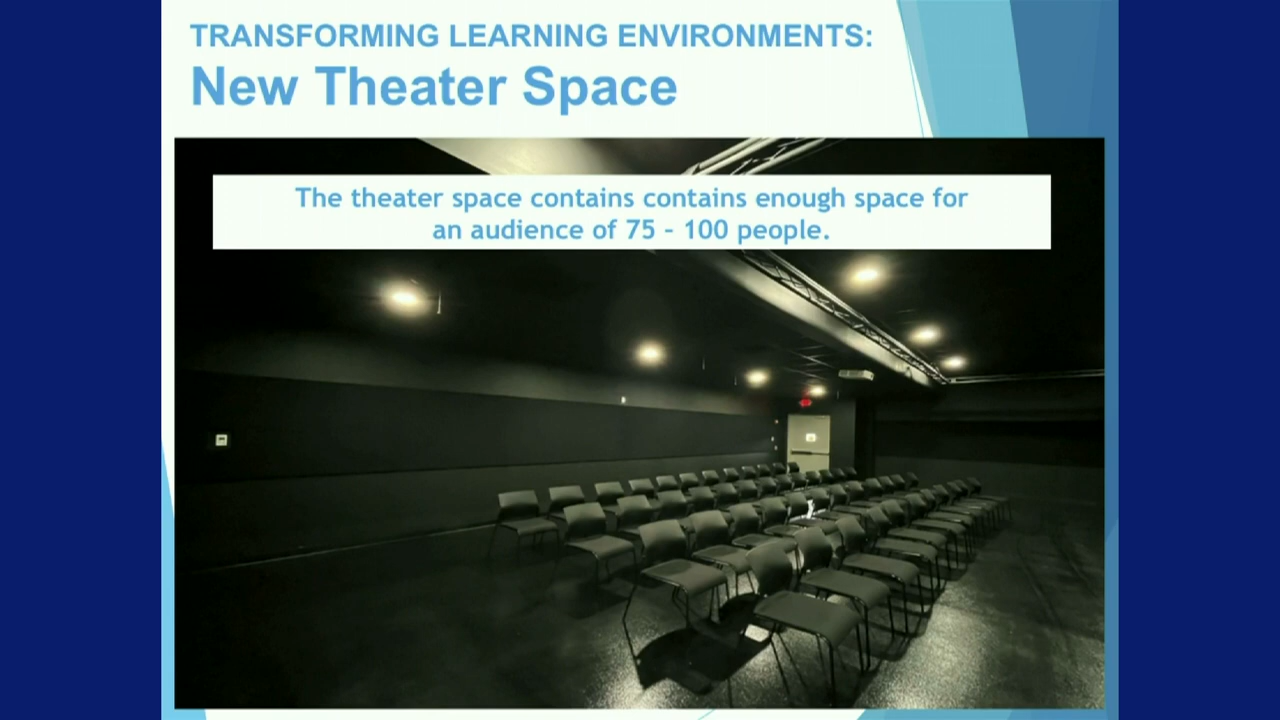 TRANSFORMING LEARNING ENVIRONMENTS:
New Theater Space
The theater space contains contains enough space for
an audience of 75 - 100 people.